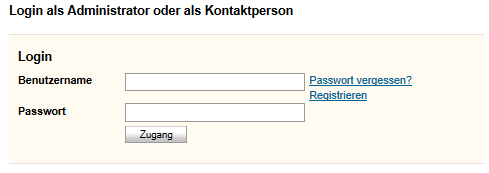 Login als Administrator oder als Kontaktperson
Login
Benutzername
Passwort vergessen?
Registrieren
Passwort
Zugang